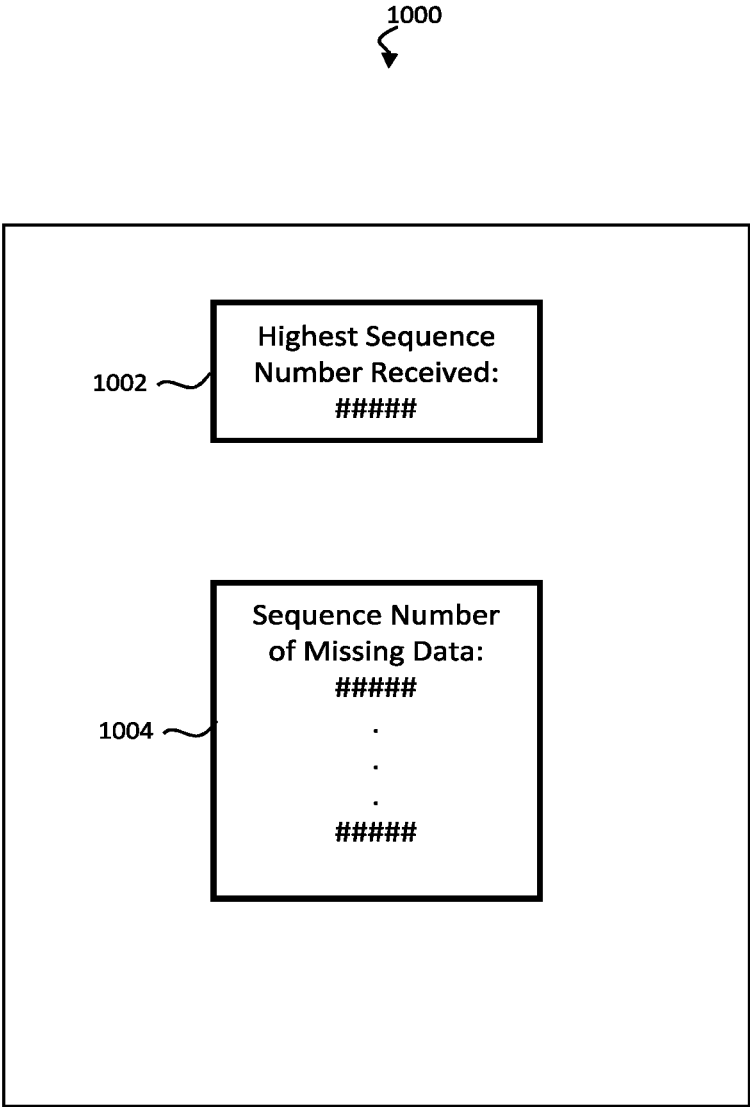 1000
Highest Sequence
Number Received:
#####
1002
Sequence Number
of Missing Data:
#####
.
.
.
#####
1004